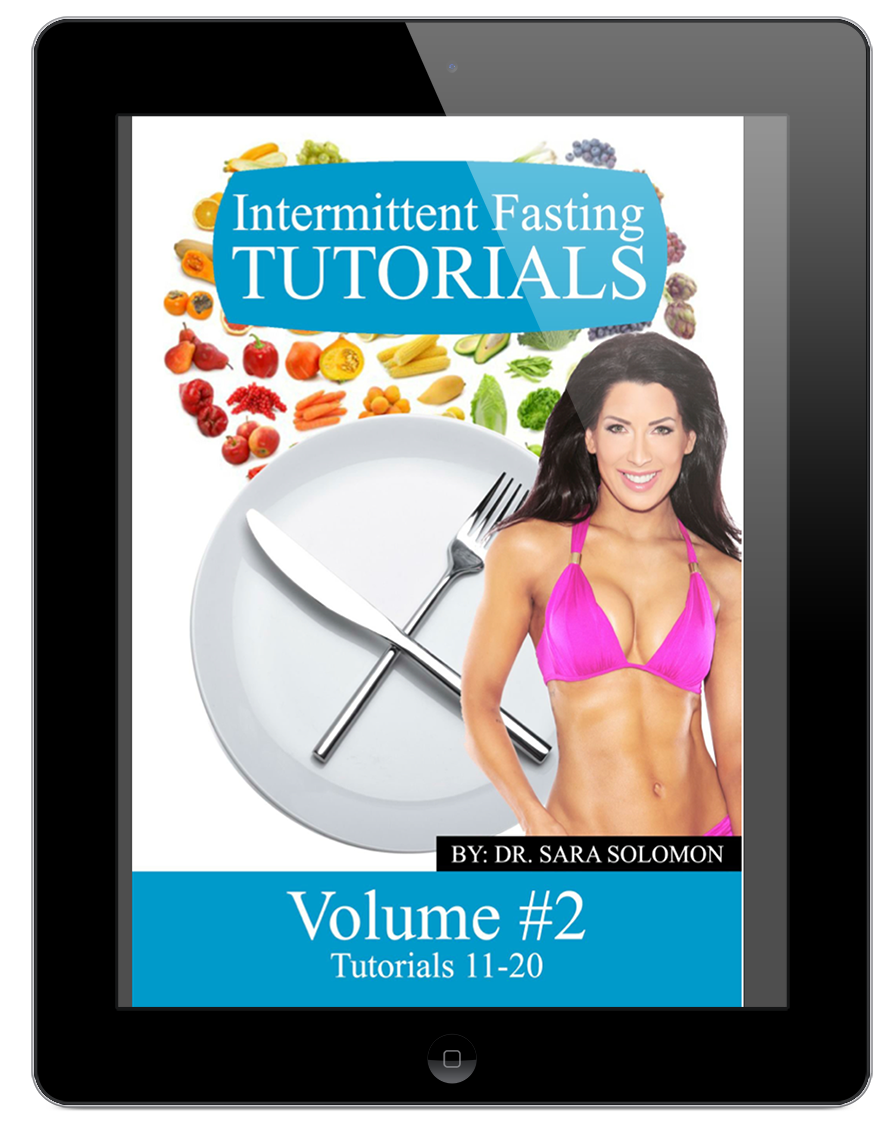 Intermittent Fasting
TUTORIALS
BY: DR. SARA SOLOMON
Volume #2
Tutorials 11-20